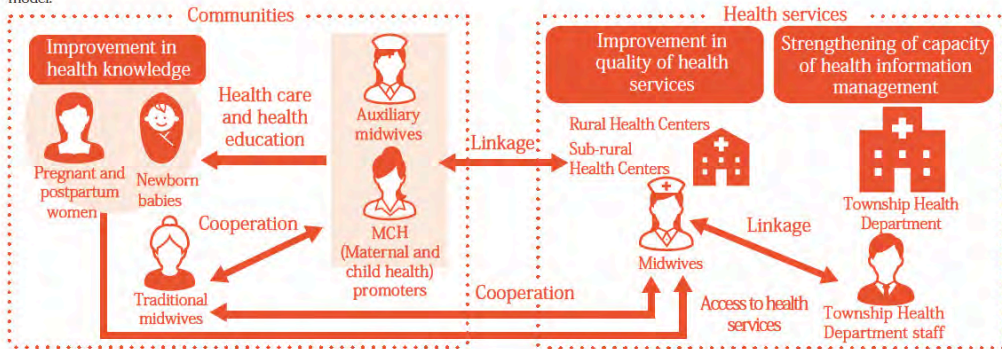 model.
Communities
Improvement in
health knowledge
Pregnant and
postpartum
women
Newborn
babies
Health care
and health
education
Auxiliary
midwives
MCH
(Maternal and
child health)
promoters
Cooperation
Traditional
midwives
Linkage
Cooperation
Health services
Improvement in
quality of health
services
Strengthening of capacity
of health information
management
Rural Health Centers
Sub-rural
Health Centers
Midwives
Linkage
Township Health
Department
Township Health
Department staff
Access to health
services